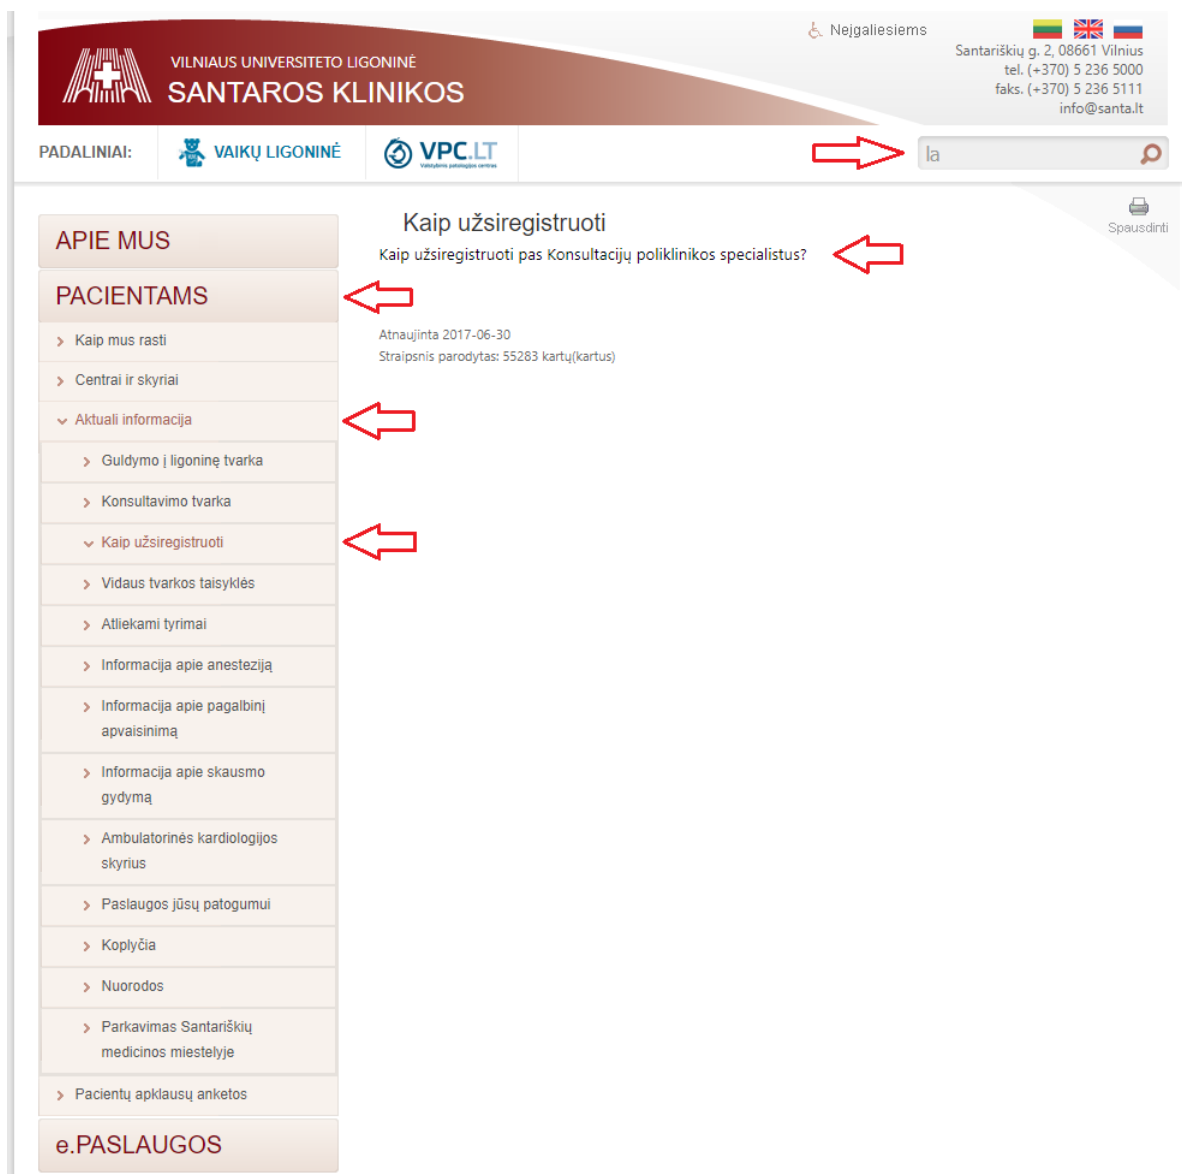 Neįgaliesiems
Santariškių g. 2, 08661 Vilnius
tel. (+370) 5 236 5000
faks. (+370) 5 236 5111
info@santa.lt
VILNIAUS UNIVERSITETO LIGONINĖ
SANTAROS KLINIKOS
PADALINIAI:
VAIKŲ LIGONINĖ
VPC.LT
Valstybinis patologijos centras
la
Spausdinti
APIE MUS
PACIENTAMS
Kaip mus rasti
Centrai ir skyriai
Aktuali informacija
Guldymo į ligoninę tvarka
Konsultavimo tvarka
Kaip užsiregistruoti
Vidaus tvarkos taisyklės
Atliekami tyrimai
Informacija apie anesteziją
Informacija apie pagalbinį
apvaisinimą
Informacija apie skausmo
gydymą
Ambulatorinės kardiologijos
skyrius
Paslaugos jūsų patogumui
Koplyčia
Nuorodos
Parkavimas Santariškių
medicinos miestelyje
Pacientų apklausų anketos
e.PASLAUGOS
Kaip užsiregistruoti
Kaip užsiregistruoti pas Konsultacijų poliklinikos specialistus?
Atnaujinta 2017-06-30
Straipsnis parodytas: 55283 kartų(kartus)